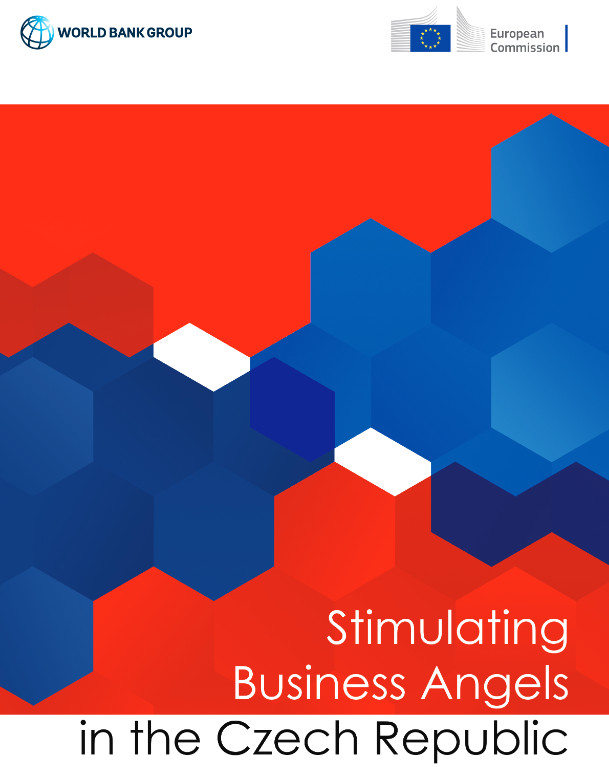 WORLD BANK GROUP
European
Commission
Stimulating
Business Angels
in the Czech Republic